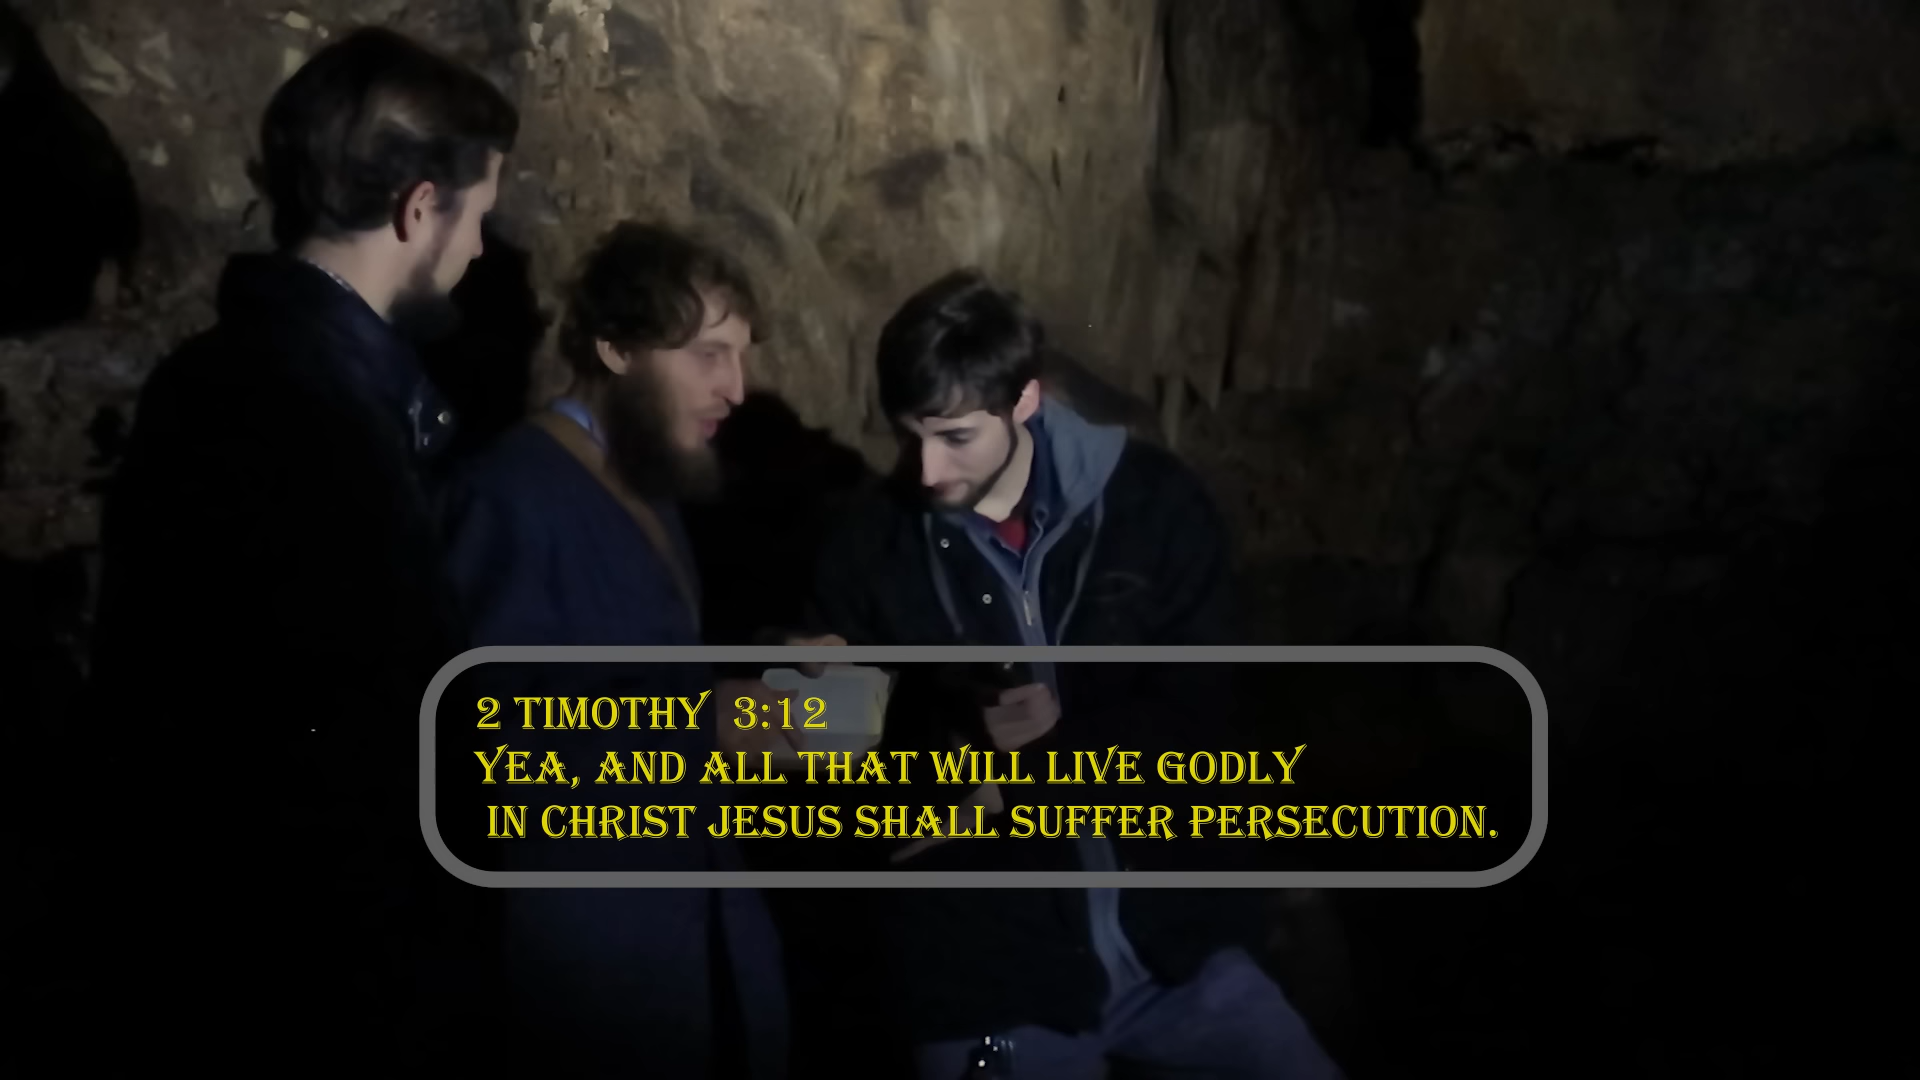 2 TIMOTHY 3:12
YEA, AND ALL THAT WILL LIVE GODLY
IN CHRIST JESUS SHALL SUFFER PERSECUTION.